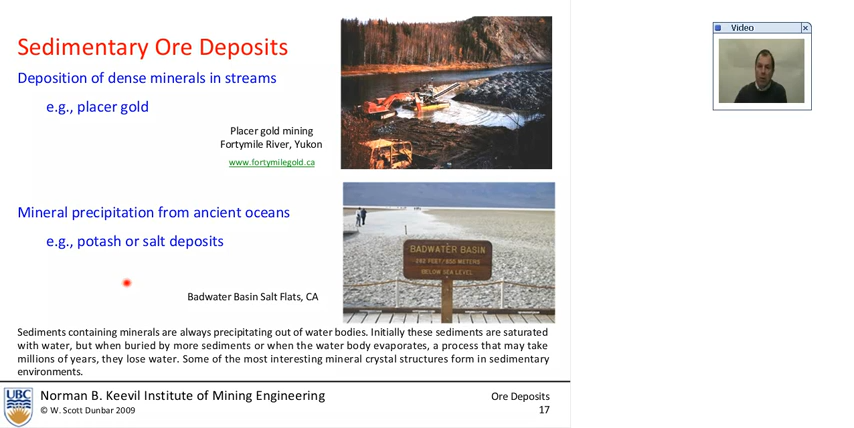 Video
Sedimentary Ore Deposits
Deposition of dense minerals in streams
e.g., placer gold
Placer gold mining
Fortymile River, Yukon
www.fortymilegold.ca
Mineral precipitation from ancient oceans
e.g., potash or salt deposits
BADWATER BASIN
282 FEET/855 METERS
BELOW SEA LEVEL
Badwater Basin Salt Flats, CA
Sediments containing minerals are always precipitating out of water bodies. Initially these sediments are saturated
with water, but when buried by more sediments or when the water body evaporates, a process that may take
millions of years, they lose water. Some of the most interesting mineral crystal structures form in sedimentary
environments.
UBC
Norman B. Keevil Institute of Mining Engineering
© W. Scott Dunbar 2009
Ore Deposits
17